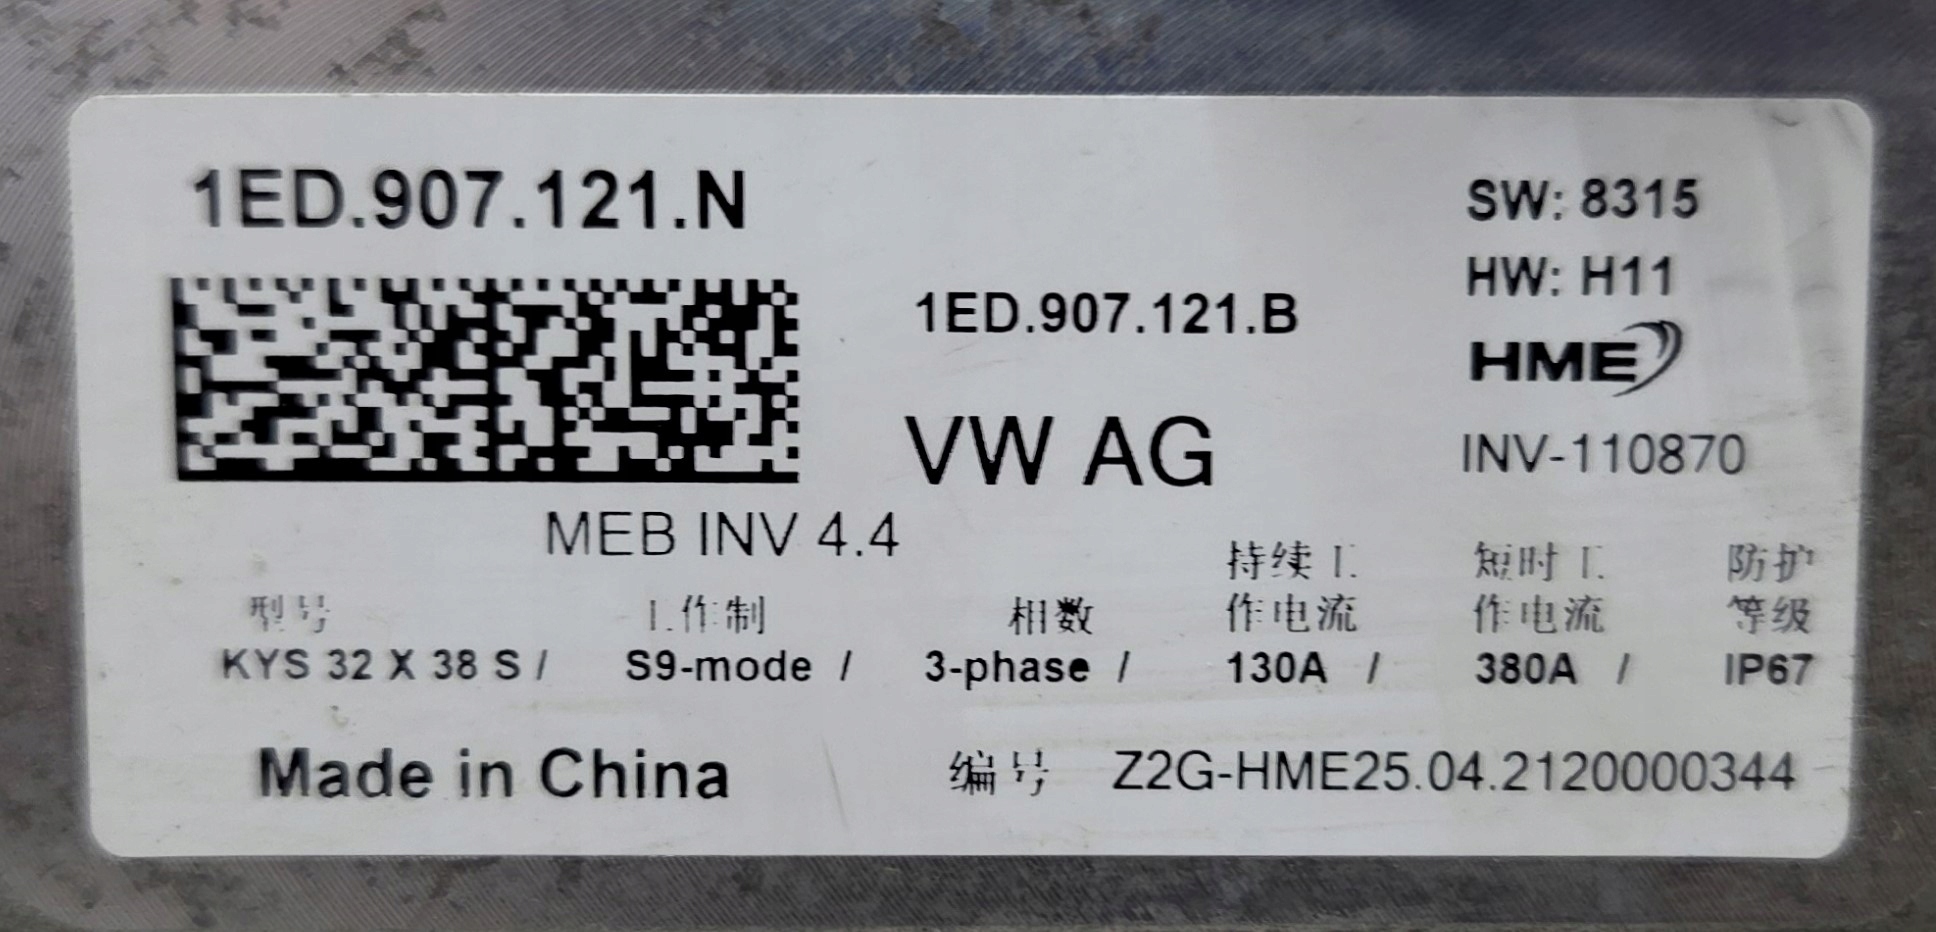 1ED.907.121.N
SW: 8315
HW: H11
1ED.907.121.B
HME
VW AG
INV-110870
MEB INV 4.4
型号 工作制 相数 持续工作电流 短时工作电流 防护等级
KYS 32 X 38 S / S9-mode / 3-phase / 130A / 380A / IP67
Made in China 编号 Z2G-HME25.04.2120000344